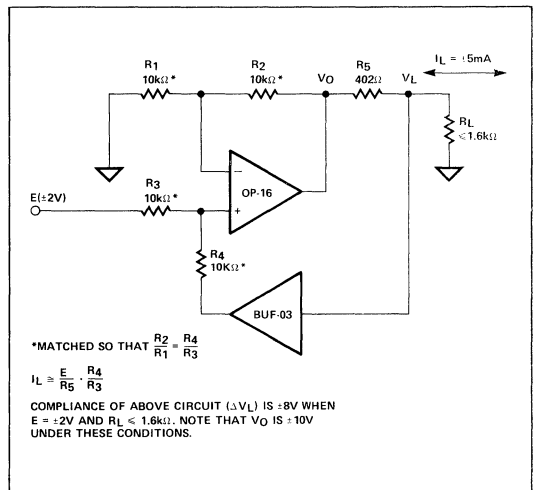 R1
10kΩ*
R2
10kΩ*
VO
R5
402Ω
VL
IL = ±5mA
RL
≤1.6kΩ
E(±2V)
R3
10kΩ*
−
OP-16
+
R4
10KΩ*
BUF-03
*MATCHED SO THAT R2/R1 = R4/R3
IL ≅ E/R5 · R4/R3
COMPLIANCE OF ABOVE CIRCUIT (ΔVL) IS ±8V WHEN
E = ±2V AND RL ≤ 1.6kΩ. NOTE THAT VO IS ±10V
UNDER THESE CONDITIONS.